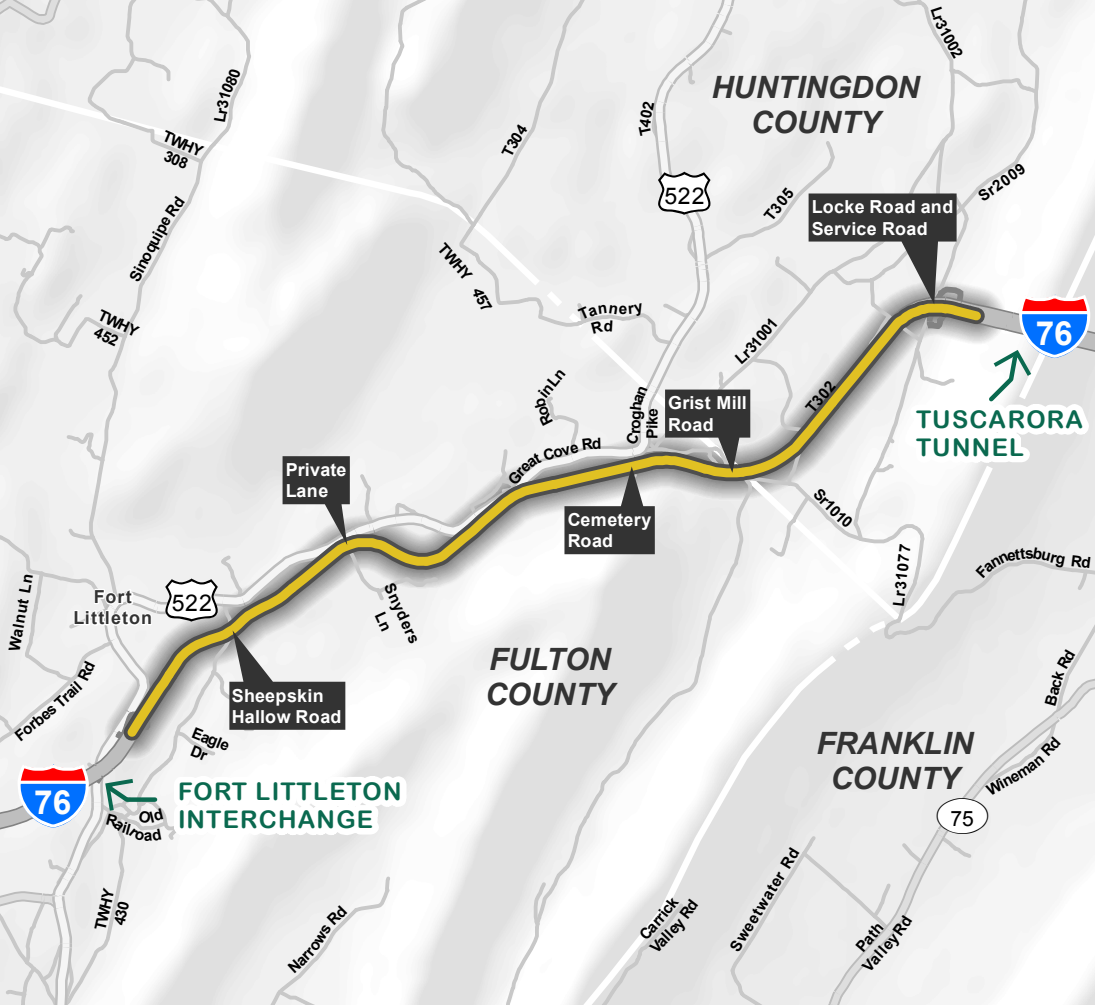 Lr31002
HUNTINGDON
COUNTY
Lr31080
T402
T304
TWHY
308
522
T305
Sr2009
Locke Road and
Service Road
Sinoquipe Rd
TWHY
457
Tannery
Rd
76
TWHY
452
Lr31001
TUSCARORA
TUNNEL
RobinLn
Croghan
Pike
Grist Mill
Road
T302
Great Cove Rd
Private
Lane
Cemetery
Road
Sr1010
Fannettsburg Rd
Lr31077
Walnut Ln
Fort
Littleton
522
Snyders
Ln
FULTON
COUNTY
Back Rd
Forbes Trail Rd
Sheepskin
Hallow Road
Eagle
Dr
FRANKLIN
COUNTY
Wineman Rd
76
FORT LITTLETON
INTERCHANGE
Old
Railroad
75
TWHY
430
Narrows Rd
Carrick
Valley Rd
Sweetwater Rd
Path
ValleyRd